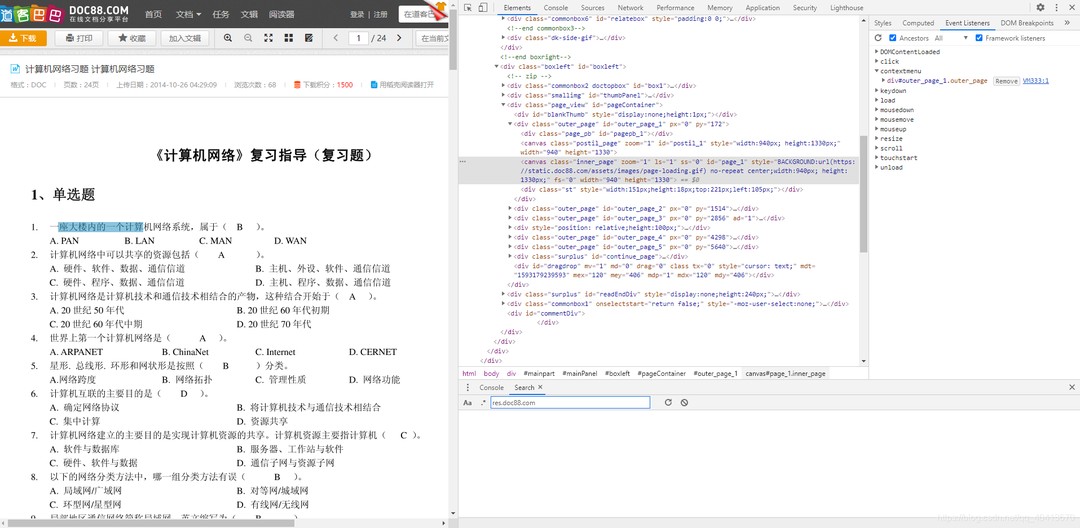 道客巴巴 DOC88.COM 首页 文档 任务 文辑 阅读器 登录 | 注册 在道客巴
在线文档分享平台
下载 打印 收藏 加入文辑 1 / 24 在当前文
计算机网络习题 计算机网络习题
格式：DOC 页数：24页 上传日期：2014-10-26 04:29:09 浏览次数：68 下载积分：1500 用稻壳阅读器打开
《计算机网络》复习指导（复习题）
1、单选题
1. 一座大楼内的一个计算机网络系统，属于（ B ）。
A. PAN B. LAN C. MAN D. WAN
2. 计算机网络中可以共享的资源包括（ A ）。
A. 硬件、软件、数据、通信信道 B. 主机、外设、软件、通信信道
C. 硬件、程序、数据、通信信道 D. 主机、程序、数据、通信信道
3. 计算机网络是计算机技术和通信技术相结合的产物，这种结合开始于（ A ）。
A. 20 世纪 50 年代 B. 20 世纪 60 年代初期
C. 20 世纪 60 年代中期 D. 20 世纪 70 年代
4. 世界上第一个计算机网络是（ A ）。
A. ARPANET B. ChinaNet C. Internet D. CERNET
5. 星形. 总线形. 环形和网状形是按照（ B ）分类。
A.网络跨度 B. 网络拓扑 C. 管理性质 D. 网络功能
6. 计算机互联的主要目的是（ D ）。
A. 确定网络协议 B. 将计算机技术与通信技术相结合
C. 集中计算 D. 资源共享
7. 计算机网络建立的主要目的是实现计算机资源的共享。计算机资源主要指计算机（ C ）。
A. 软件与数据库 B. 服务器、工作站与软件
C. 硬件、软件与数据 D. 通信子网与资源子网
8. 以下的网络分类方法中，哪一组分类方法有误（ B ）。
A. 局域网/广域网 B. 对等网/城域网
C. 环型网/星型网 D. 有线网/无线网
9. 局部地区通信网络简称局域网，英文缩写为（ B ）。
Elements Console Sources Network Performance Memory Application Security Lighthouse
<div class="commonbox6" id="relatebox" style="padding:0 0;">…</div>
<!--end commonbox3-->
<div class="dk-side-gif">…</div>
</div>
<!--end boxright-->
<div class="boxleft" id="boxleft">
<!-- zip -->
<div class="commonbox2 doctopbox" id="box1">…</div>
<div class="smallimg" id="thumbPanel">…</div>
<div class="page_view" id="pageContainer">
<div id="blankThumb" style="display:none;height:1px;"></div>
<div class="outer_page" id="outer_page_1" px="0" py="172">
<div class="page_pb" id="pagepb_1"></div>
<canvas class="postil_page" zoom="1" id="postil_1" style="width:940px; height:1330px;"
width="940" height="1330"></canvas>
<canvas class="inner_page" zoom="1" ls="1" ss="0" id="page_1" style="BACKGROUND:url(https:
//static.doc88.com/assets/images/page-loading.gif) no-repeat center;width:940px; height:
1330px;" fs="0" width="940" height="1330"> == $0
<div class="st" style="width:151px;height:18px;top:221px;left:105px;"></div>
</div>
<div class="outer_page" id="outer_page_2" px="0" py="1514">…</div>
<div class="outer_page" id="outer_page_3" px="0" py="2856" ad="1">…</div>
<div style="position: relative;height:100px;">…</div>
<div class="outer_page" id="outer_page_4" px="0" py="4298">…</div>
<div class="outer_page" id="outer_page_5" px="0" py="5640">…</div>
<div class="surplus" id="continue_page">…</div>
<div id="dragdrop" mv="1" md="0" drag="0" class tx="0" style="cursor: text;" mdt=
"1593179239593" mex="120" mey="406" mdp="1" mdx="120" mdy="406"></div>
</div>
<div class="surplus" id="readEndDiv" style="display:none;height:240px;">…</div>
<div class="commonbox1" onselectstart="return false;" style="-moz-user-select:none;">…</div>
<div id="commentDiv">
</div>
</div>
</div>
</div>
</div>
html body div #mainpart #mainPanel #boxleft #pageContainer #outer_page_1 canvas#page_1.inner_page
Console Search ×
Aa .* res.doc88.com
Styles Computed Event Listeners DOM Breakpoints
Ancestors All Framework listeners
DOMContentLoaded
click
contextmenu
div#outer_page_1.outer_page Remove VM333:1
keydown
load
mousedown
mousemove
mouseup
resize
scroll
touchstart
unload